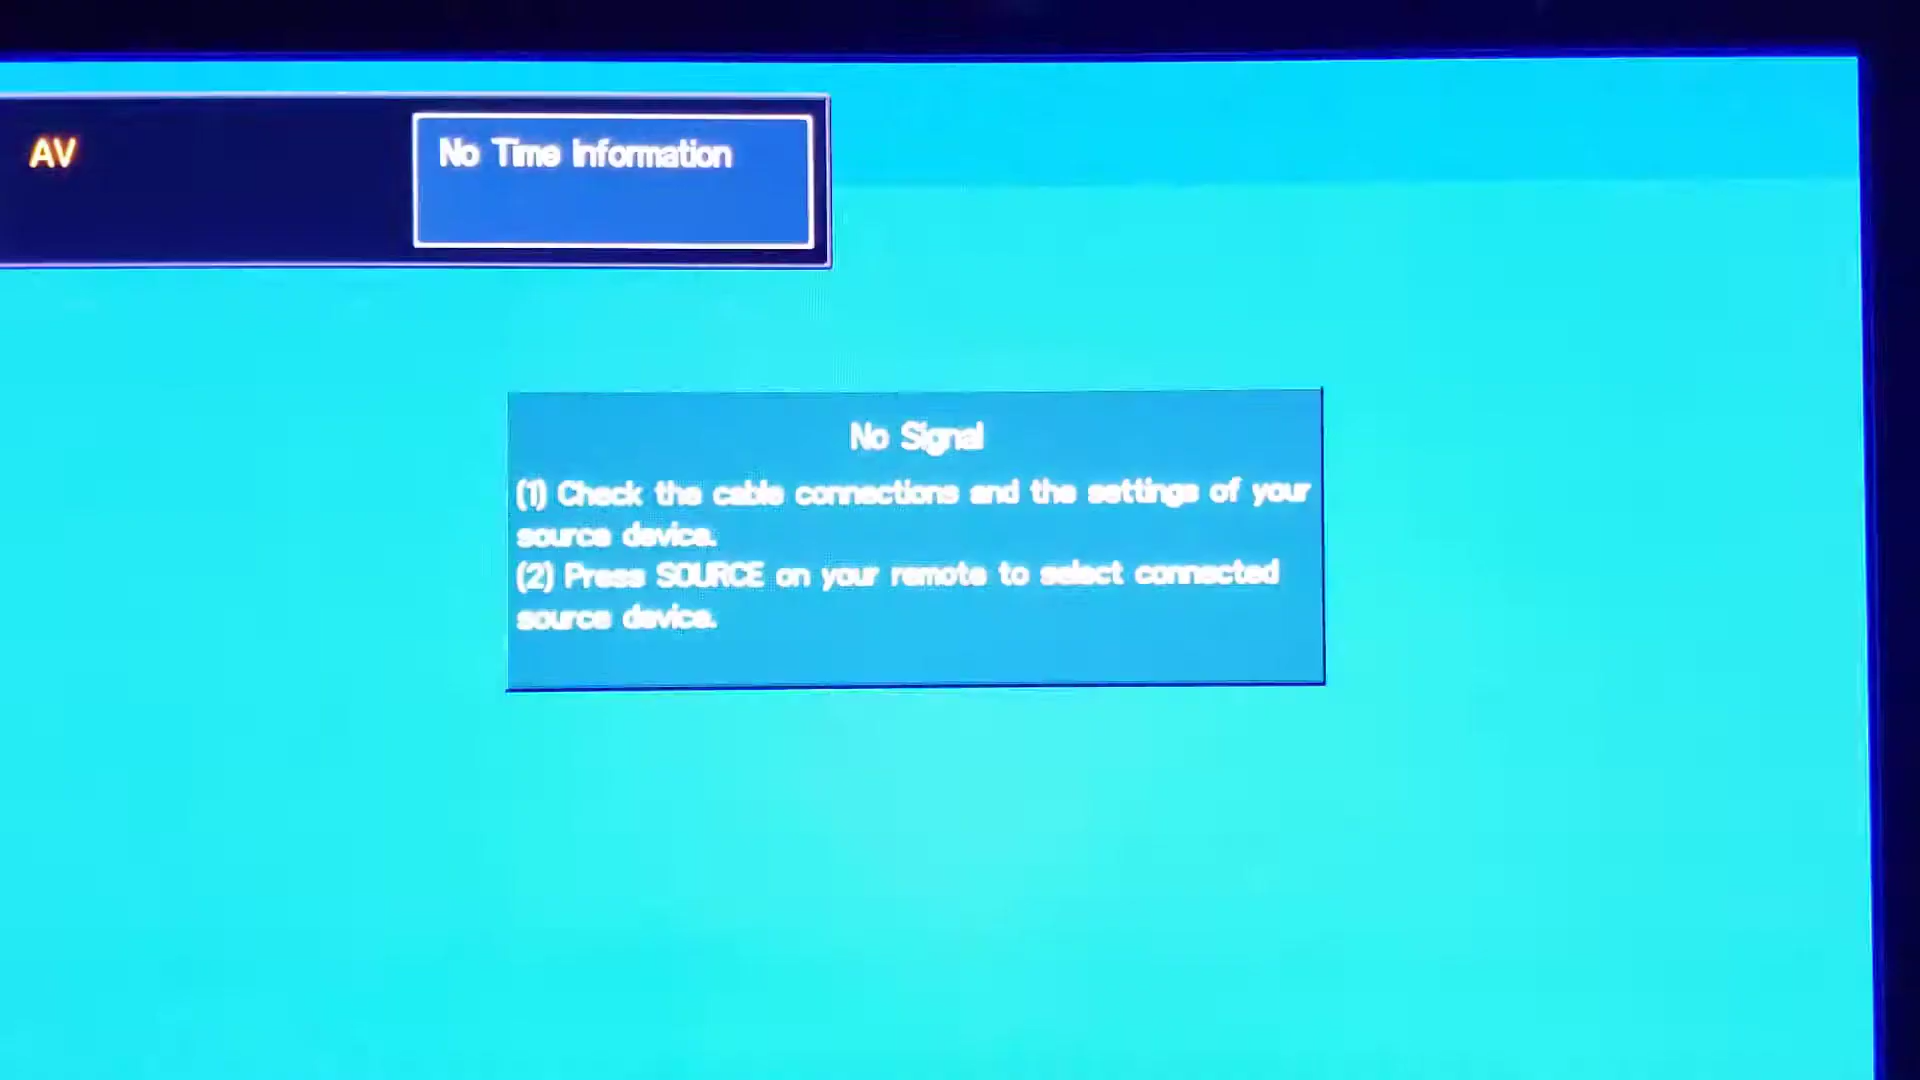 AV
No Time Information
No Signal
(1) Check the cable connections and the settings of your
source device.
(2) Press SOURCE on your remote to select connected
source device.